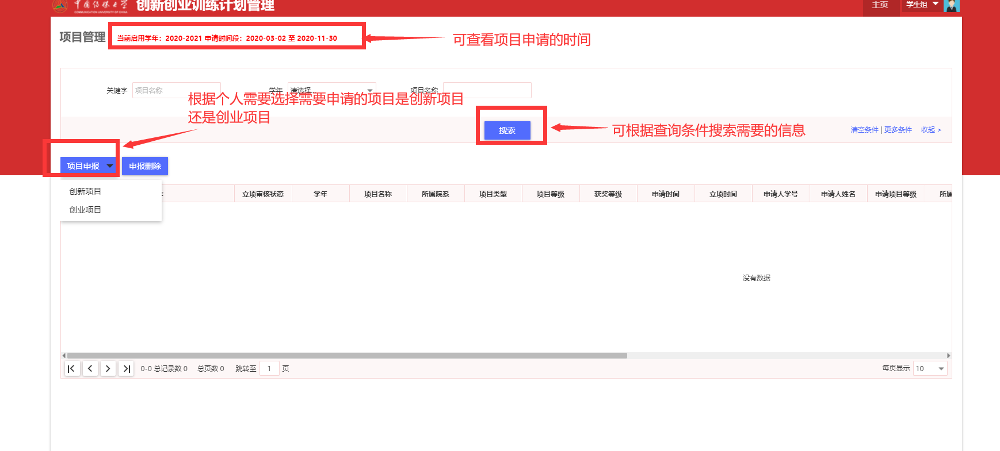 中国传媒大学
COMMUNICATION UNIVERSITY OF CHINA
创新创业训练计划管理
主页
学生组
项目管理
当前启用学年：2020-2021 申请时间段：2020-03-02 至 2020-11-30
可查看项目申请的时间
关键字 项目名称 学年 请选择... 项目名称
根据个人需要选择需要申请的项目是创新项目
还是创业项目
搜索
可根据查询条件搜索需要的信息
清空条件 | 更多条件 收起 >
项目申报 申报删除
创新项目
创业项目
立项审核状态 学年 项目名称 所属院系 项目类型 项目等级 获奖等级 申请时间 立项时间 申请人学号 申请人姓名 申请项目等级 所属
没有数据
0-0 总记录数 0 总页数 0 跳转至 1 页
每页显示 10